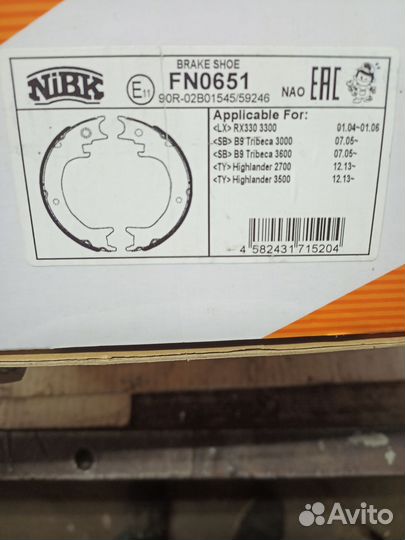 NiBK
BRAKE SHOE
E11
FN0651
90R-02B01545/59246
NAO
EAC
Applicable For:
<LX> RX330 3300 01.04~01.06
<SB> B9 Tribeca 3000 07.05~
<SB> B9 Tribeca 3600 07.05~
<TY> Highlander 2700 12.13~
<TY> Highlander 3500 12.13~
4 582431 715204
Avito